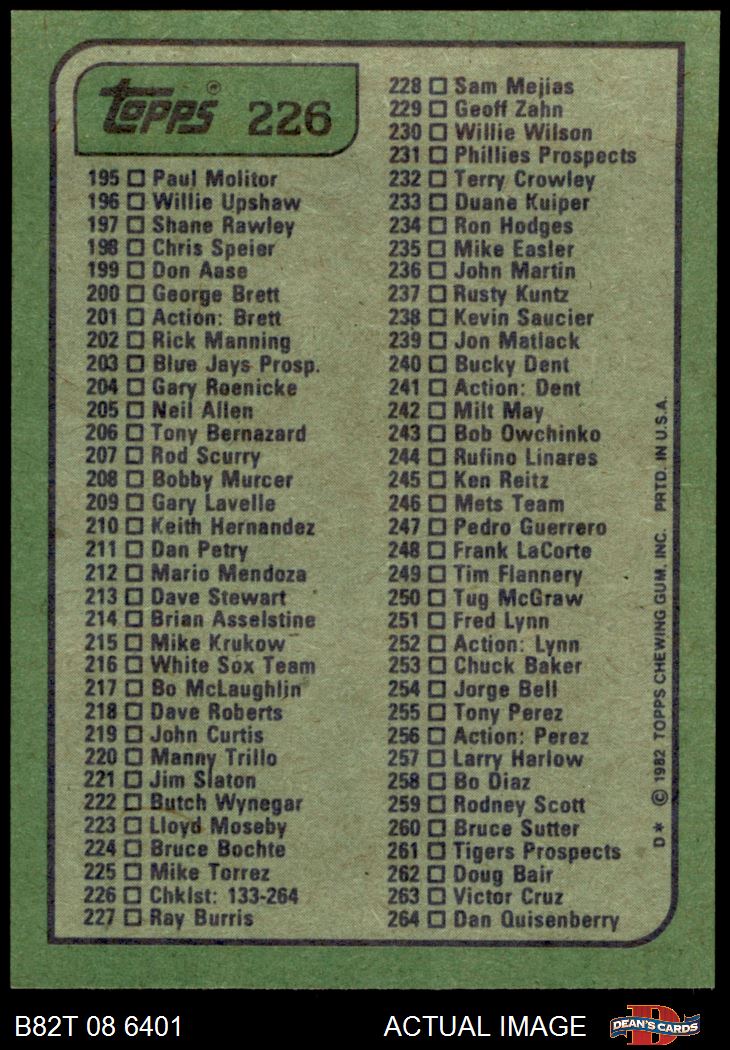 TOPPS® 226
195 □ Paul Molitor
196 □ Willie Upshaw
197 □ Shane Rawley
198 □ Chris Speier
199 □ Don Aase
200 □ George Brett
201 □ Action: Brett
202 □ Rick Manning
203 □ Blue Jays Prosp.
204 □ Gary Roenicke
205 □ Neil Allen
206 □ Tony Bernazard
207 □ Rod Scurry
208 □ Bobby Murcer
209 □ Gary Lavelle
210 □ Keith Hernandez
211 □ Dan Petry
212 □ Mario Mendoza
213 □ Dave Stewart
214 □ Brian Asselstine
215 □ Mike Krukow
216 □ White Sox Team
217 □ Bo McLaughlin
218 □ Dave Roberts
219 □ John Curtis
220 □ Manny Trillo
221 □ Jim Slaton
222 □ Butch Wynegar
223 □ Lloyd Moseby
224 □ Bruce Bochte
225 □ Mike Torrez
226 □ Chklst: 133-264
227 □ Ray Burris
228 □ Sam Mejias
229 □ Geoff Zahn
230 □ Willie Wilson
231 □ Phillies Prospects
232 □ Terry Crowley
233 □ Duane Kuiper
234 □ Ron Hodges
235 □ Mike Easler
236 □ John Martin
237 □ Rusty Kuntz
238 □ Kevin Saucier
239 □ Jon Matlack
240 □ Bucky Dent
241 □ Action: Dent
242 □ Milt May
243 □ Bob Owchinko
244 □ Rufino Linares
245 □ Ken Reitz
246 □ Mets Team
247 □ Pedro Guerrero
248 □ Frank LaCorte
249 □ Tim Flannery
250 □ Tug McGraw
251 □ Fred Lynn
252 □ Action: Lynn
253 □ Chuck Baker
254 □ Jorge Bell
255 □ Tony Perez
256 □ Action: Perez
257 □ Larry Harlow
258 □ Bo Diaz
259 □ Rodney Scott
260 □ Bruce Sutter
261 □ Tigers Prospects
262 □ Doug Bair
263 □ Victor Cruz
264 □ Dan Quisenberry
D* © 1982 TOPPS CHEWING GUM, INC. PRTD. IN U.S.A.
B82T 08 6401 ACTUAL IMAGE
D
DEAN'S CARDS